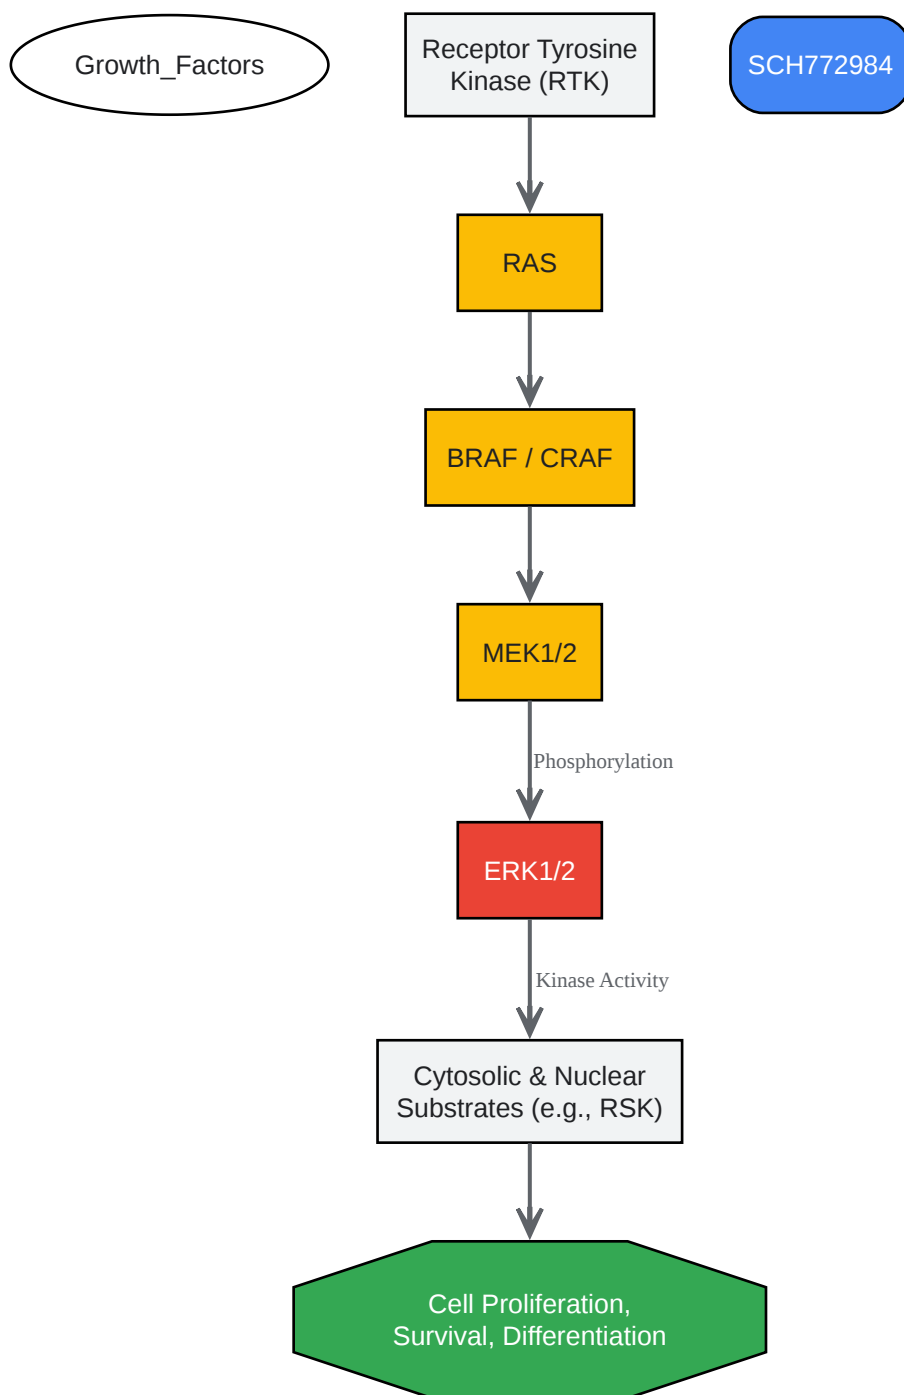 Growth_Factors
Receptor Tyrosine
Kinase (RTK)
SCH772984
RAS
BRAF / CRAF
MEK1/2
Phosphorylation
ERK1/2
Kinase Activity
Cytosolic & Nuclear
Substrates (e.g., RSK)
Cell Proliferation,
Survival, Differentiation